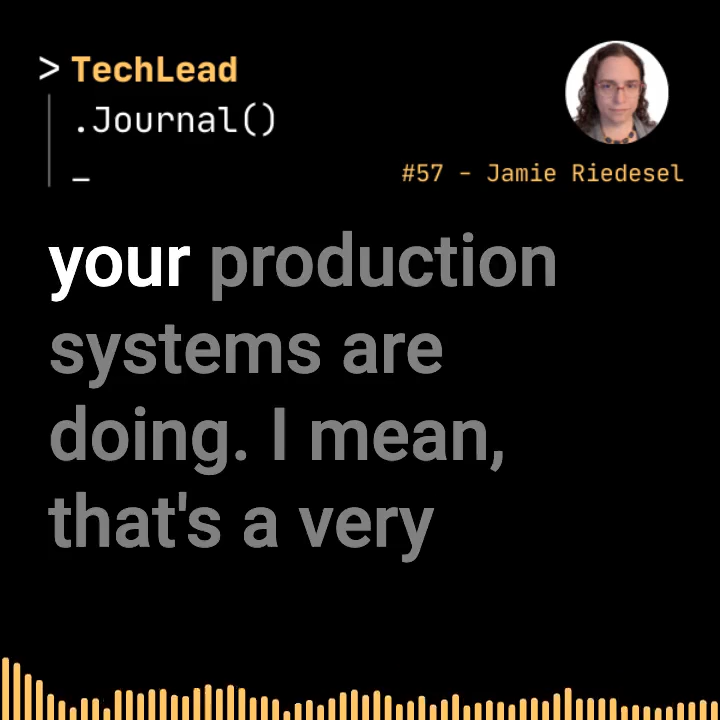 > TechLead
.Journal()
_
#57 - Jamie Riedesel
your production
systems are
doing. I mean,
that's a very